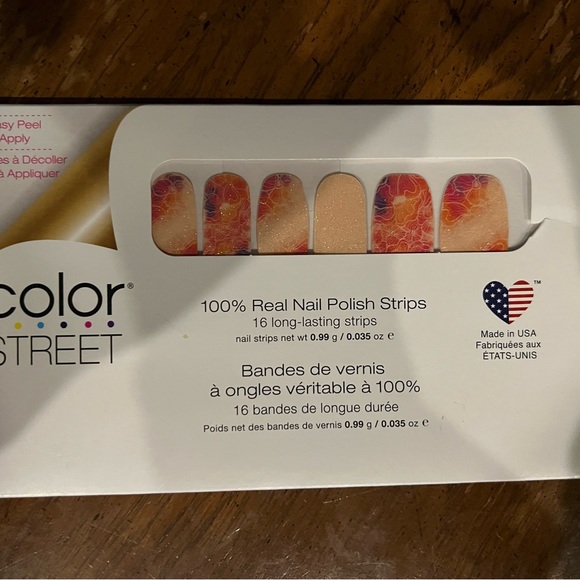 sy Peel
Apply
es à Décoller
à Appliquer
color®
STREET
100% Real Nail Polish Strips
16 long-lasting strips
nail strips net wt 0.99 g / 0.035 oz ℮
Bandes de vernis
à ongles véritable à 100%
16 bandes de longue durée
Poids net des bandes de vernis 0.99 g / 0.035 oz ℮
™
Made in USA
Fabriquées aux
ÉTATS-UNIS